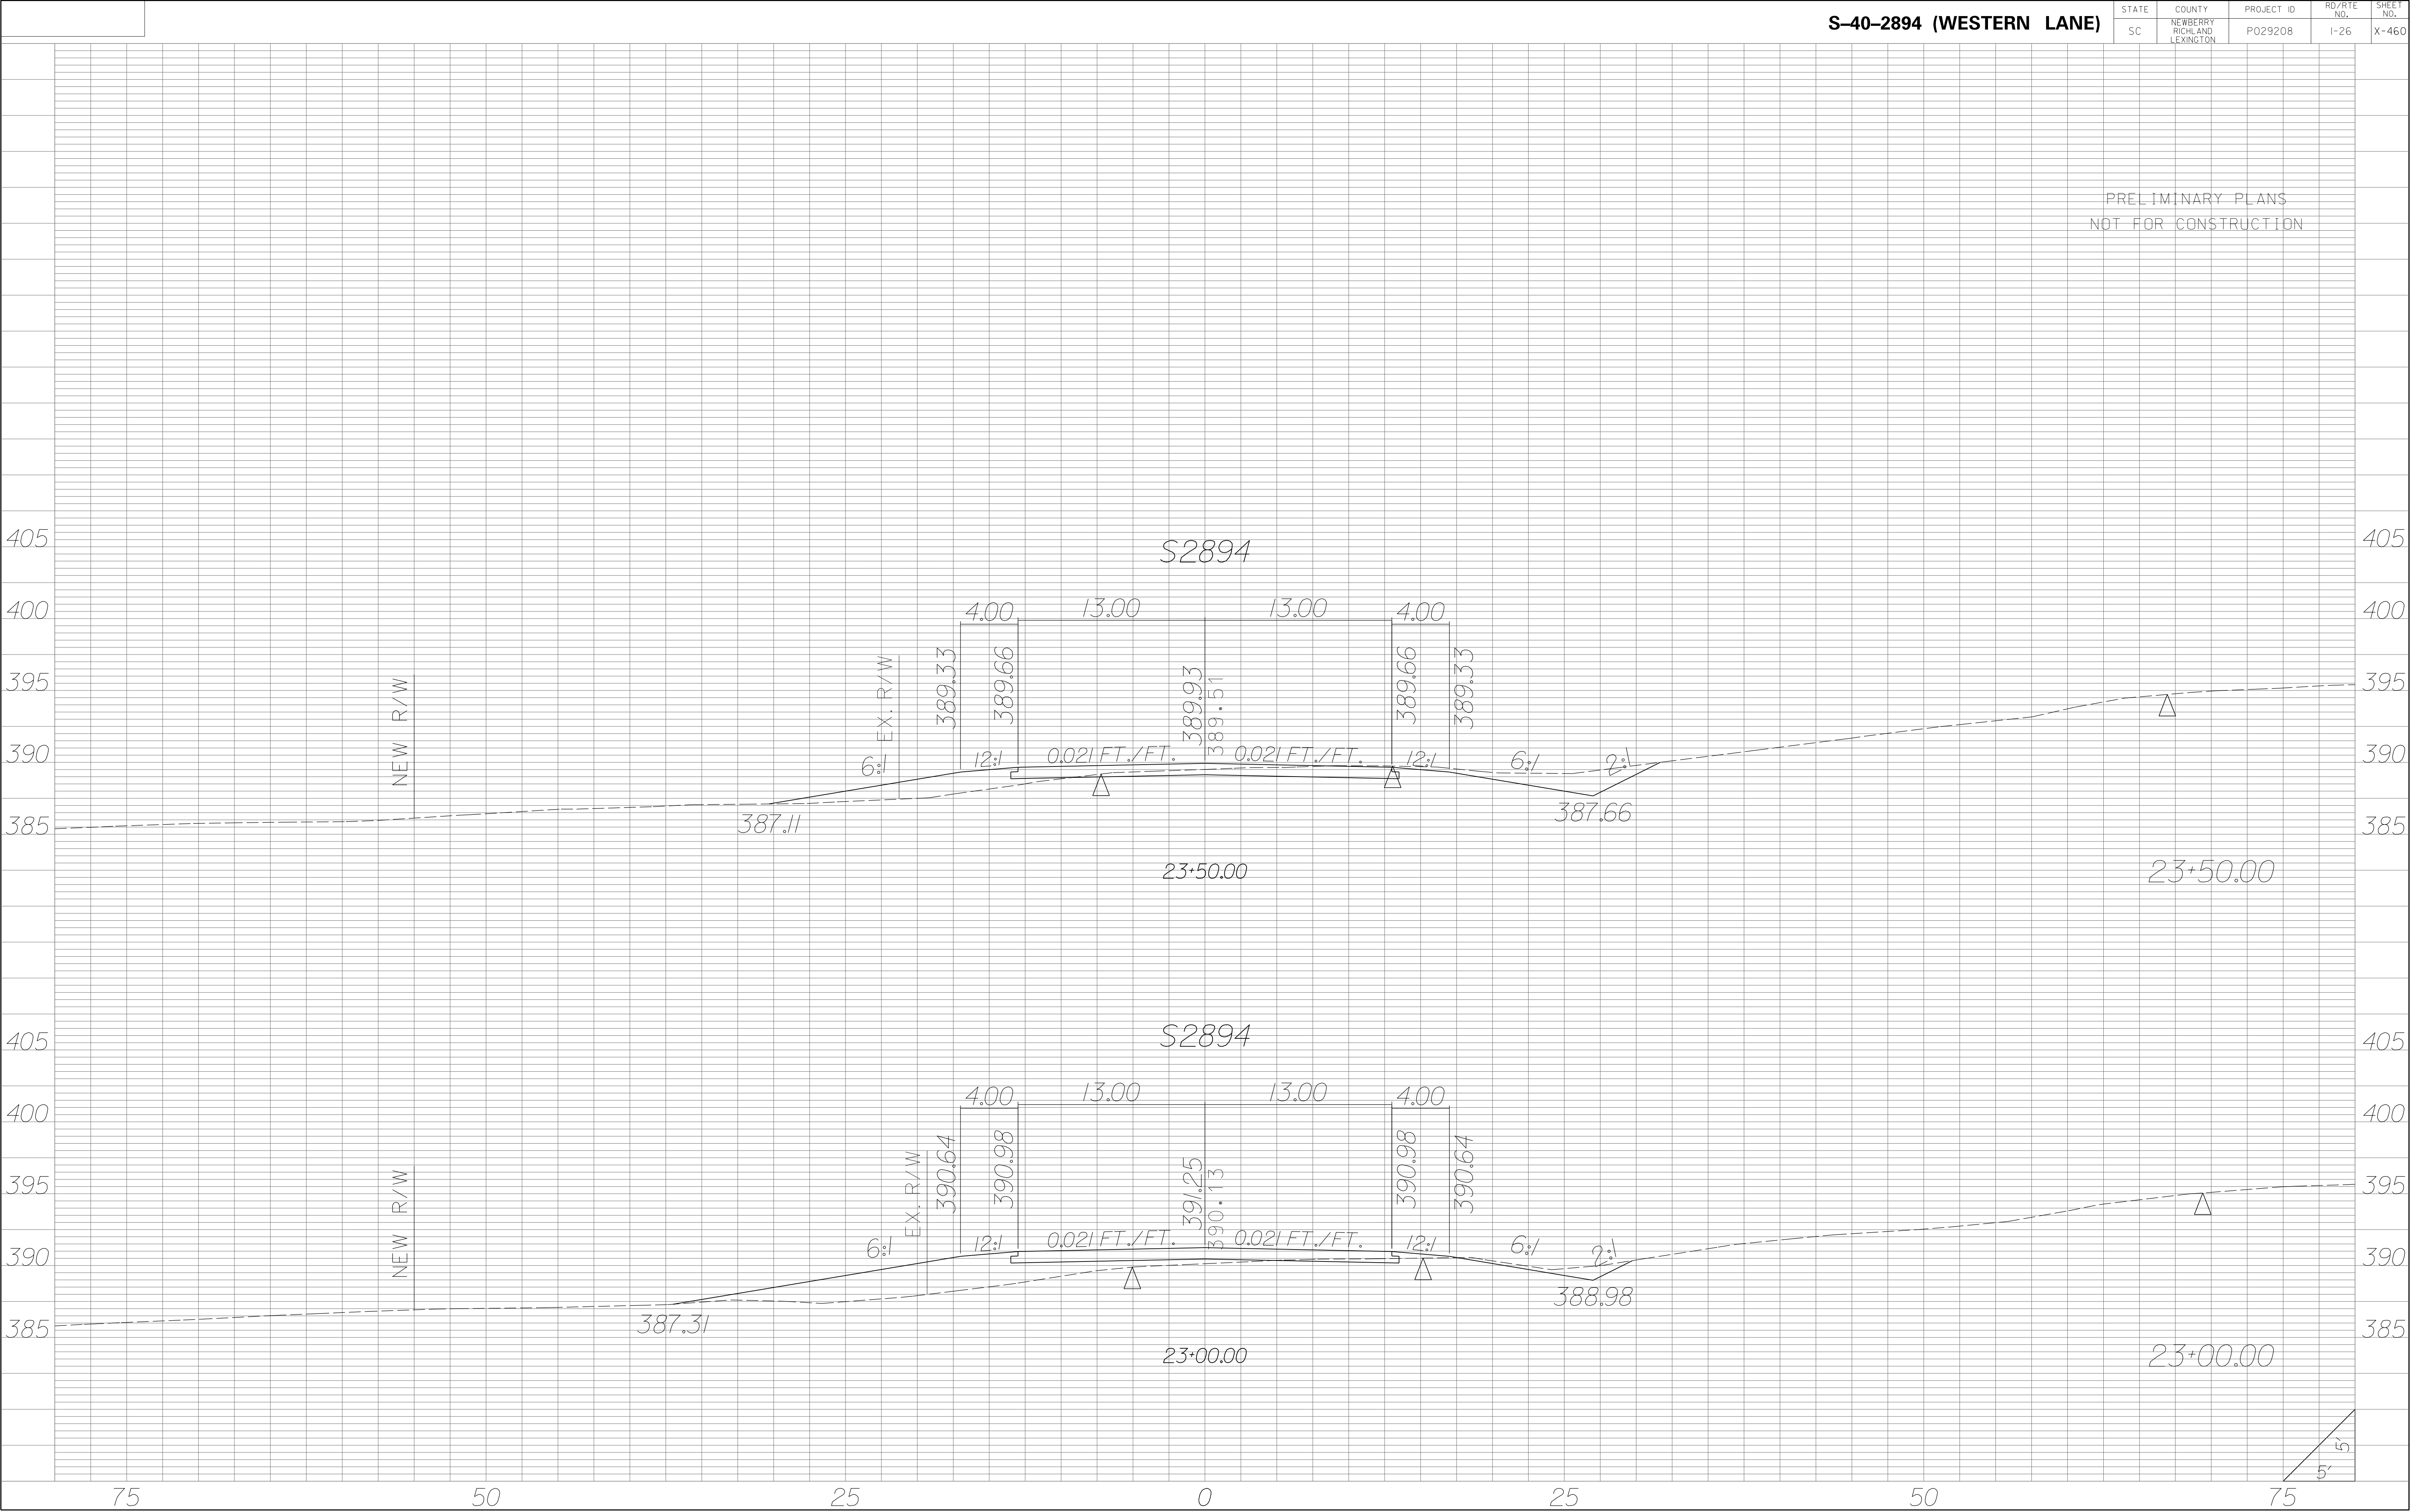 S-40-2894 (WESTERN LANE)
STATE COUNTY PROJECT ID RD/RTE NO. SHEET NO.
SC NEWBERRY RICHLAND LEXINGTON P029208 I-26 X-460
PRELIMINARY PLANS
NOT FOR CONSTRUCTION
405 405
S2894
400 4.00 13.00 13.00 4.00 400
395 NEW R/W EX. R/W 389.33 389.66 389.93 389.51 389.66 389.33 395
390 6:1 12:1 0.021 FT./FT. 0.021 FT./FT. 12:1 6:1 2:1 390
385 387.11 387.66 385
23+50.00 23+50.00
405 405
S2894
400 4.00 13.00 13.00 4.00 400
395 NEW R/W EX. R/W 390.64 390.98 391.25 390.13 390.98 390.64 395
390 6:1 12:1 0.021 FT./FT. 0.021 FT./FT. 12:1 6:1 2:1 390
385 387.31 388.98 385
23+00.00 23+00.00
5'
5'
75 50 25 0 25 50 75